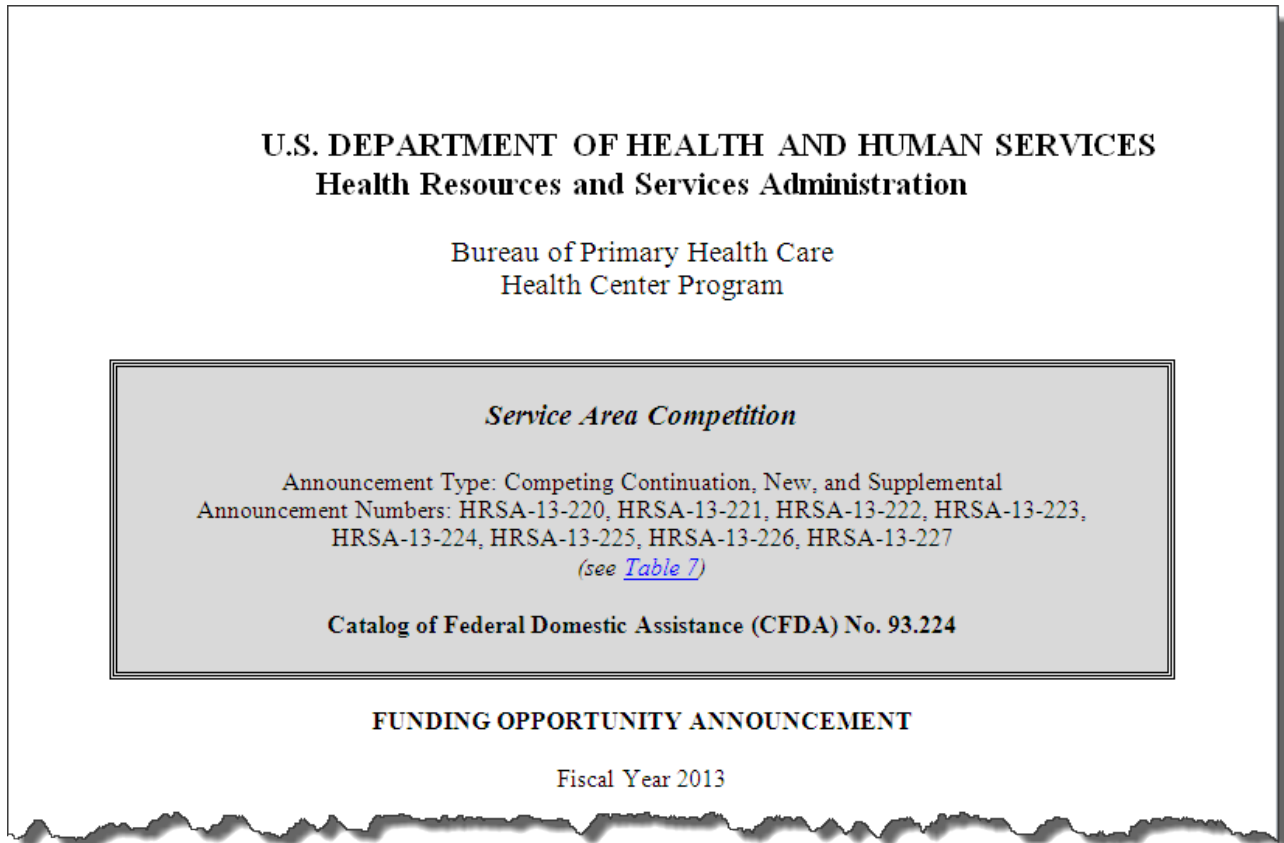 U.S. DEPARTMENT OF HEALTH AND HUMAN SERVICES
Health Resources and Services Administration
Bureau of Primary Health Care
Health Center Program
Service Area Competition
Announcement Type: Competing Continuation, New, and Supplemental
Announcement Numbers: HRSA-13-220, HRSA-13-221, HRSA-13-222, HRSA-13-223,
HRSA-13-224, HRSA-13-225, HRSA-13-226, HRSA-13-227
(see Table 7)
Catalog of Federal Domestic Assistance (CFDA) No. 93.224
FUNDING OPPORTUNITY ANNOUNCEMENT
Fiscal Year 2013